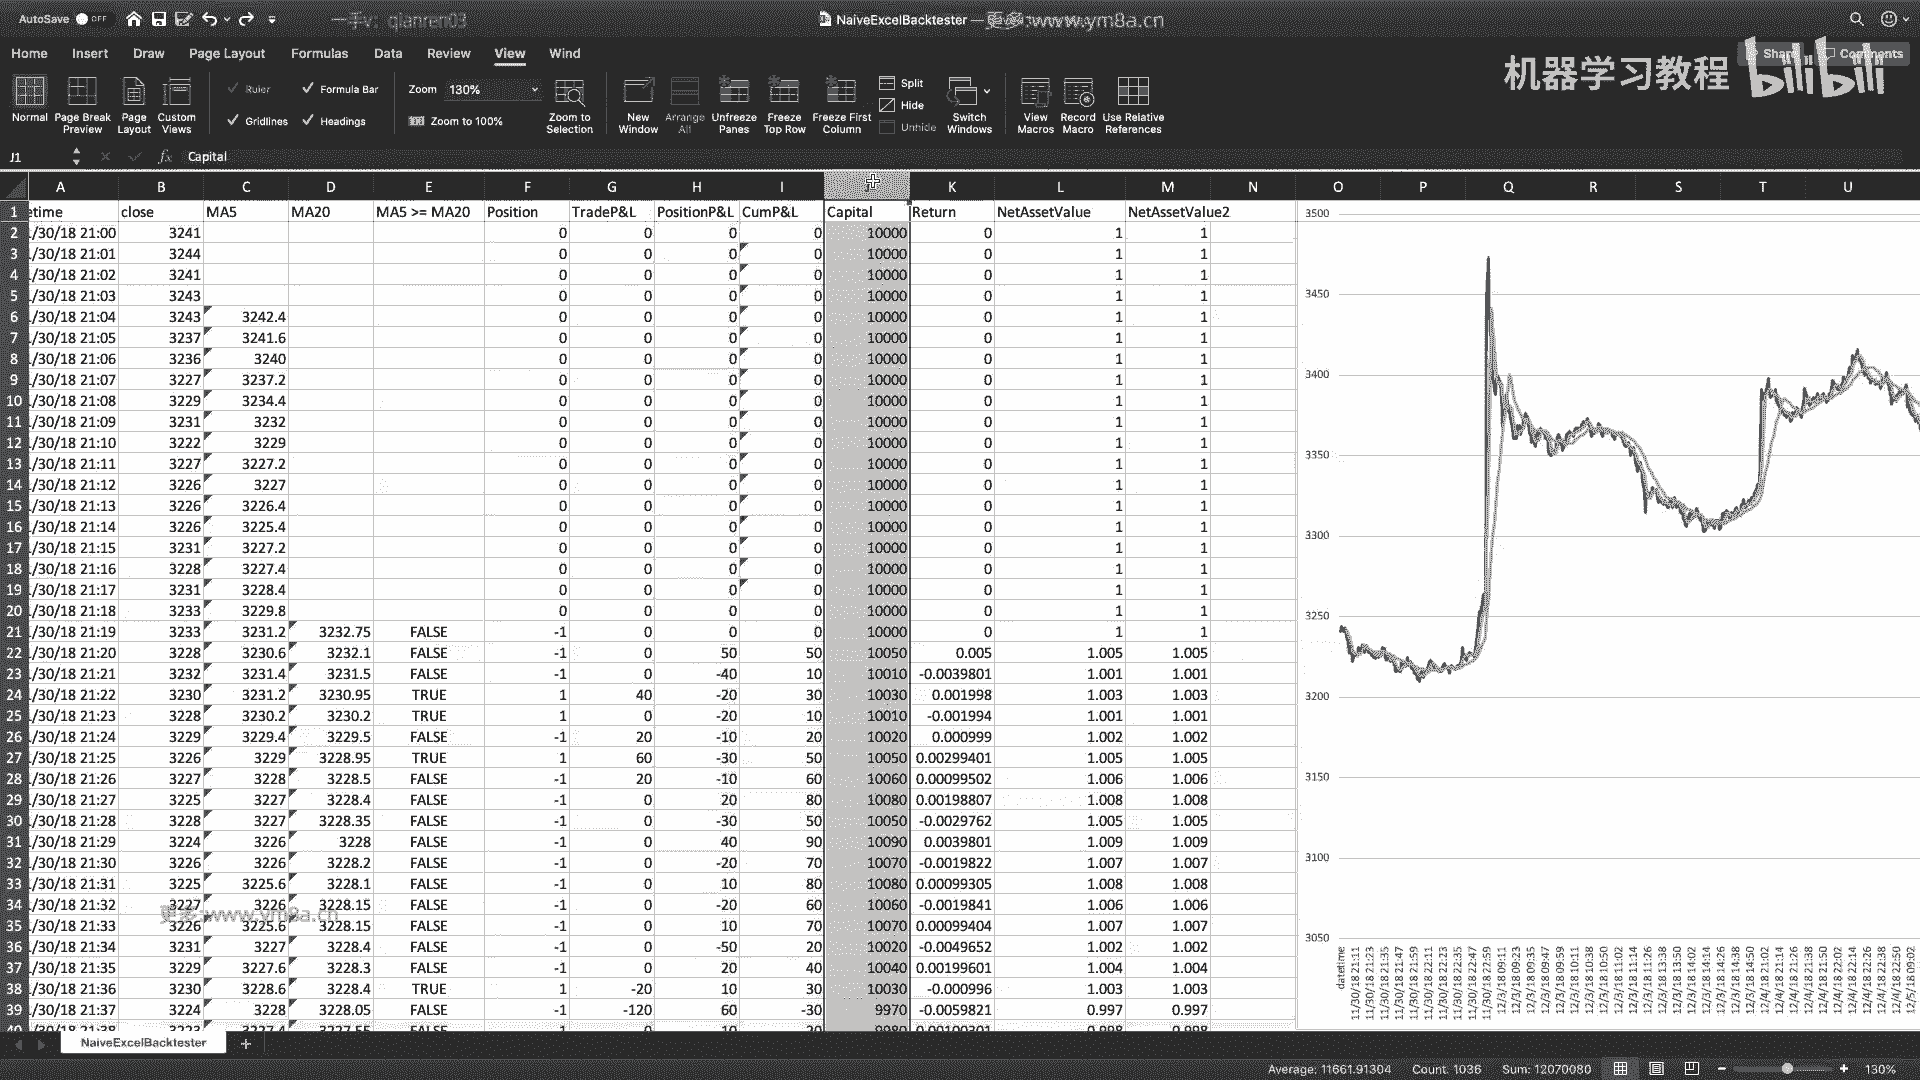 AutoSave OFF 一手v: qianren03 NaiveExcelBacktester — 更多:www.ym8a.cn
Home Insert Draw Page Layout Formulas Data Review View Wind Share Comments
机器学习教程 bilibili
Ruler Formula Bar Zoom 130% Split
Hide
Normal Page Break Preview Page Layout Custom Views Gridlines Headings Zoom to 100% Zoom to Selection New Window Arrange All Unfreeze Panes Freeze Top Row Freeze First Column Unhide Switch Windows View Macros Record Macro Use Relative References
J1 fx Capital
A B C D E F G H I K L M N O P Q R S T U
1 etime close MA5 MA20 MA5 >= MA20 Position TradeP&L PositionP&L CumP&L Capital Return NetAssetValue NetAssetValue2
2 /30/18 21:00 3241 0 0 0 0 10000 0 1 1
3 /30/18 21:01 3244 0 0 0 0 10000 0 1 1
4 /30/18 21:02 3241 0 0 0 0 10000 0 1 1
5 /30/18 21:03 3243 0 0 0 0 10000 0 1 1
6 /30/18 21:04 3243 3242.4 0 0 0 0 10000 0 1 1
7 /30/18 21:05 3237 3241.6 0 0 0 0 10000 0 1 1
8 /30/18 21:06 3236 3240 0 0 0 0 10000 0 1 1
9 /30/18 21:07 3227 3237.2 0 0 0 0 10000 0 1 1
10 /30/18 21:08 3229 3234.4 0 0 0 0 10000 0 1 1
11 /30/18 21:09 3231 3232 0 0 0 0 10000 0 1 1
12 /30/18 21:10 3222 3229 0 0 0 0 10000 0 1 1
13 /30/18 21:11 3227 3227.2 0 0 0 0 10000 0 1 1
14 /30/18 21:12 3226 3227 0 0 0 0 10000 0 1 1
15 /30/18 21:13 3226 3226.4 0 0 0 0 10000 0 1 1
16 /30/18 21:14 3226 3225.4 0 0 0 0 10000 0 1 1
17 /30/18 21:15 3231 3227.2 0 0 0 0 10000 0 1 1
18 /30/18 21:16 3228 3227.4 0 0 0 0 10000 0 1 1
19 /30/18 21:17 3231 3228.4 0 0 0 0 10000 0 1 1
20 /30/18 21:18 3233 3229.8 0 0 0 0 10000 0 1 1
21 /30/18 21:19 3233 3231.2 3232.75 FALSE -1 0 0 0 10000 0 1 1
22 /30/18 21:20 3228 3230.6 3232.1 FALSE -1 0 50 50 10050 0.005 1.005 1.005
23 /30/18 21:21 3232 3231.4 3231.5 FALSE -1 0 -40 10 10010 -0.0039801 1.001 1.001
24 /30/18 21:22 3230 3231.2 3230.95 TRUE 1 40 -20 30 10030 0.001998 1.003 1.003
25 /30/18 21:23 3228 3230.2 3230.2 TRUE 1 0 -20 10 10010 -0.001994 1.001 1.001
26 /30/18 21:24 3229 3229.4 3229.5 FALSE -1 20 -10 20 10020 0.000999 1.002 1.002
27 /30/18 21:25 3226 3229 3228.95 TRUE 1 60 -30 50 10050 0.00299401 1.005 1.005
28 /30/18 21:26 3227 3228 3228.5 FALSE -1 20 -10 60 10060 0.00099502 1.006 1.006
29 /30/18 21:27 3225 3227 3228.4 FALSE -1 0 20 80 10080 0.00198807 1.008 1.008
30 /30/18 21:28 3228 3227 3228.35 FALSE -1 0 -30 50 10050 -0.0029762 1.005 1.005
31 /30/18 21:29 3224 3226 3228 FALSE -1 0 40 90 10090 0.0039801 1.009 1.009
32 /30/18 21:30 3226 3226 3228.2 FALSE -1 0 -20 70 10070 -0.0019822 1.007 1.007
33 /30/18 21:31 3225 3225.6 3228.1 FALSE -1 0 10 80 10080 0.00099305 1.008 1.008
34 /30/18 21:32 3227 3226 3228.15 FALSE -1 0 -20 60 10060 -0.0019841 1.006 1.006
更多:www.ym8a.cn
35 /30/18 21:33 3226 3225.6 3228.15 FALSE -1 0 10 70 10070 0.00099404 1.007 1.007
36 /30/18 21:34 3231 3227 3228.4 FALSE -1 0 -50 20 10020 -0.0049652 1.002 1.002
37 /30/18 21:35 3229 3227.6 3228.3 FALSE -1 0 20 40 10040 0.00199601 1.004 1.004
38 /30/18 21:36 3230 3228.6 3228.4 TRUE 1 -20 10 30 10030 -0.000996 1.003 1.003
39 /30/18 21:37 3224 3228 3228.05 FALSE -1 -120 60 -30 9970 -0.0059821 0.997 0.997
3500
3450
3400
3350
3300
3250
3200
3150
3100
3050
datetime 11/30/18 21:11 11/30/18 21:23 11/30/18 21:35 11/30/18 21:47 11/30/18 21:59 11/30/18 22:11 11/30/18 22:23 11/30/18 22:35 11/30/18 22:47 11/30/18 22:59 12/3/18 09:11 12/3/18 09:23 12/3/18 09:35 12/3/18 09:47 12/3/18 09:59 12/3/18 10:11 12/3/18 10:38 12/3/18 10:50 12/3/18 11:02 12/3/18 11:14 12/3/18 11:26 12/3/18 13:38 12/3/18 13:50 12/3/18 14:02 12/3/18 14:14 12/3/18 14:26 12/3/18 14:38 12/3/18 14:50 12/4/18 21:02 12/4/18 21:14 12/4/18 21:26 12/4/18 21:38 12/4/18 21:50 12/4/18 22:02 12/4/18 22:14 12/4/18 22:26 12/4/18 22:38 12/4/18 22:50 12/5/18 09:02
NaiveExcelBacktester
Average: 11661.91304 Count: 1036 Sum: 12070080 130%